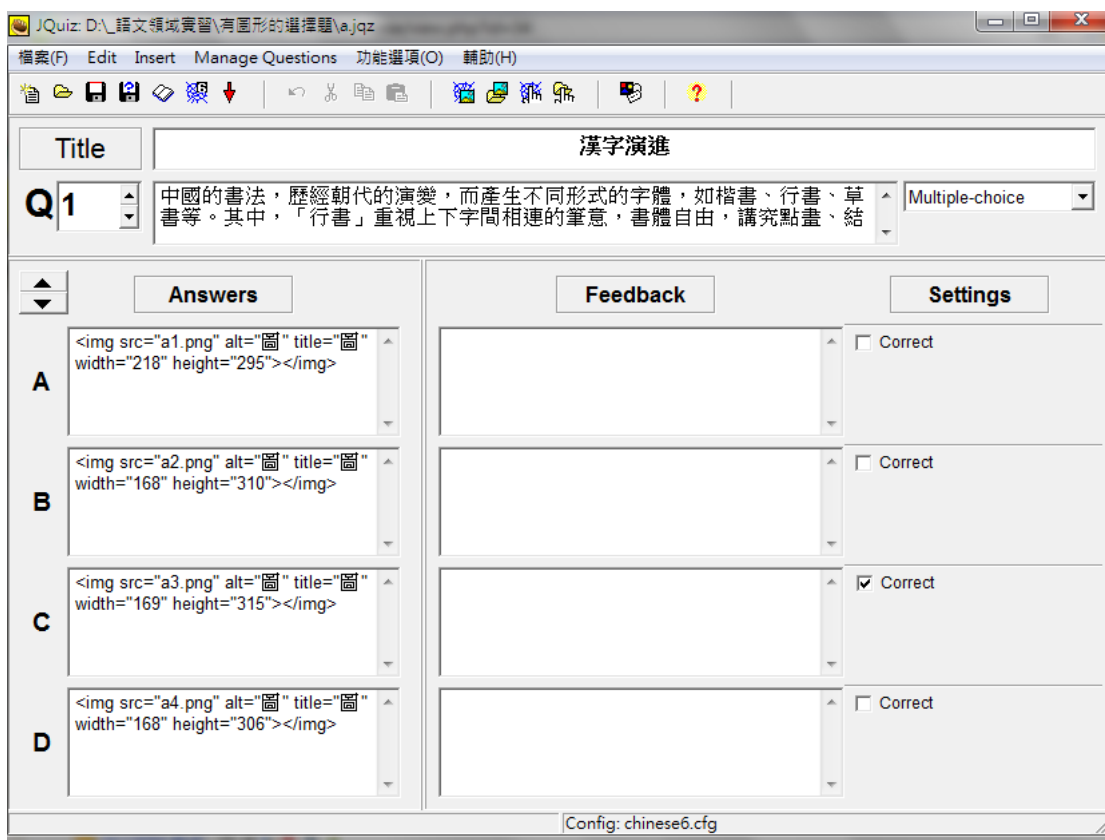 JQuiz: D:\_語文領域實習\有圖形的選擇題\a.jqz
檔案(F) Edit Insert Manage Questions 功能選項(O) 輔助(H)
Title
漢字演進
Q 1
中國的書法，歷經朝代的演變，而產生不同形式的字體，如楷書、行書、草
書等。其中，「行書」重視上下字間相連的筆意，書體自由，講究點畫、結
Multiple-choice
Answers
Feedback
Settings
A
<img src="a1.png" alt="圖" title="圖"
width="218" height="295"></img>
Correct
B
<img src="a2.png" alt="圖" title="圖"
width="168" height="310"></img>
Correct
C
<img src="a3.png" alt="圖" title="圖"
width="169" height="315"></img>
Correct
D
<img src="a4.png" alt="圖" title="圖"
width="168" height="306"></img>
Correct
Config: chinese6.cfg